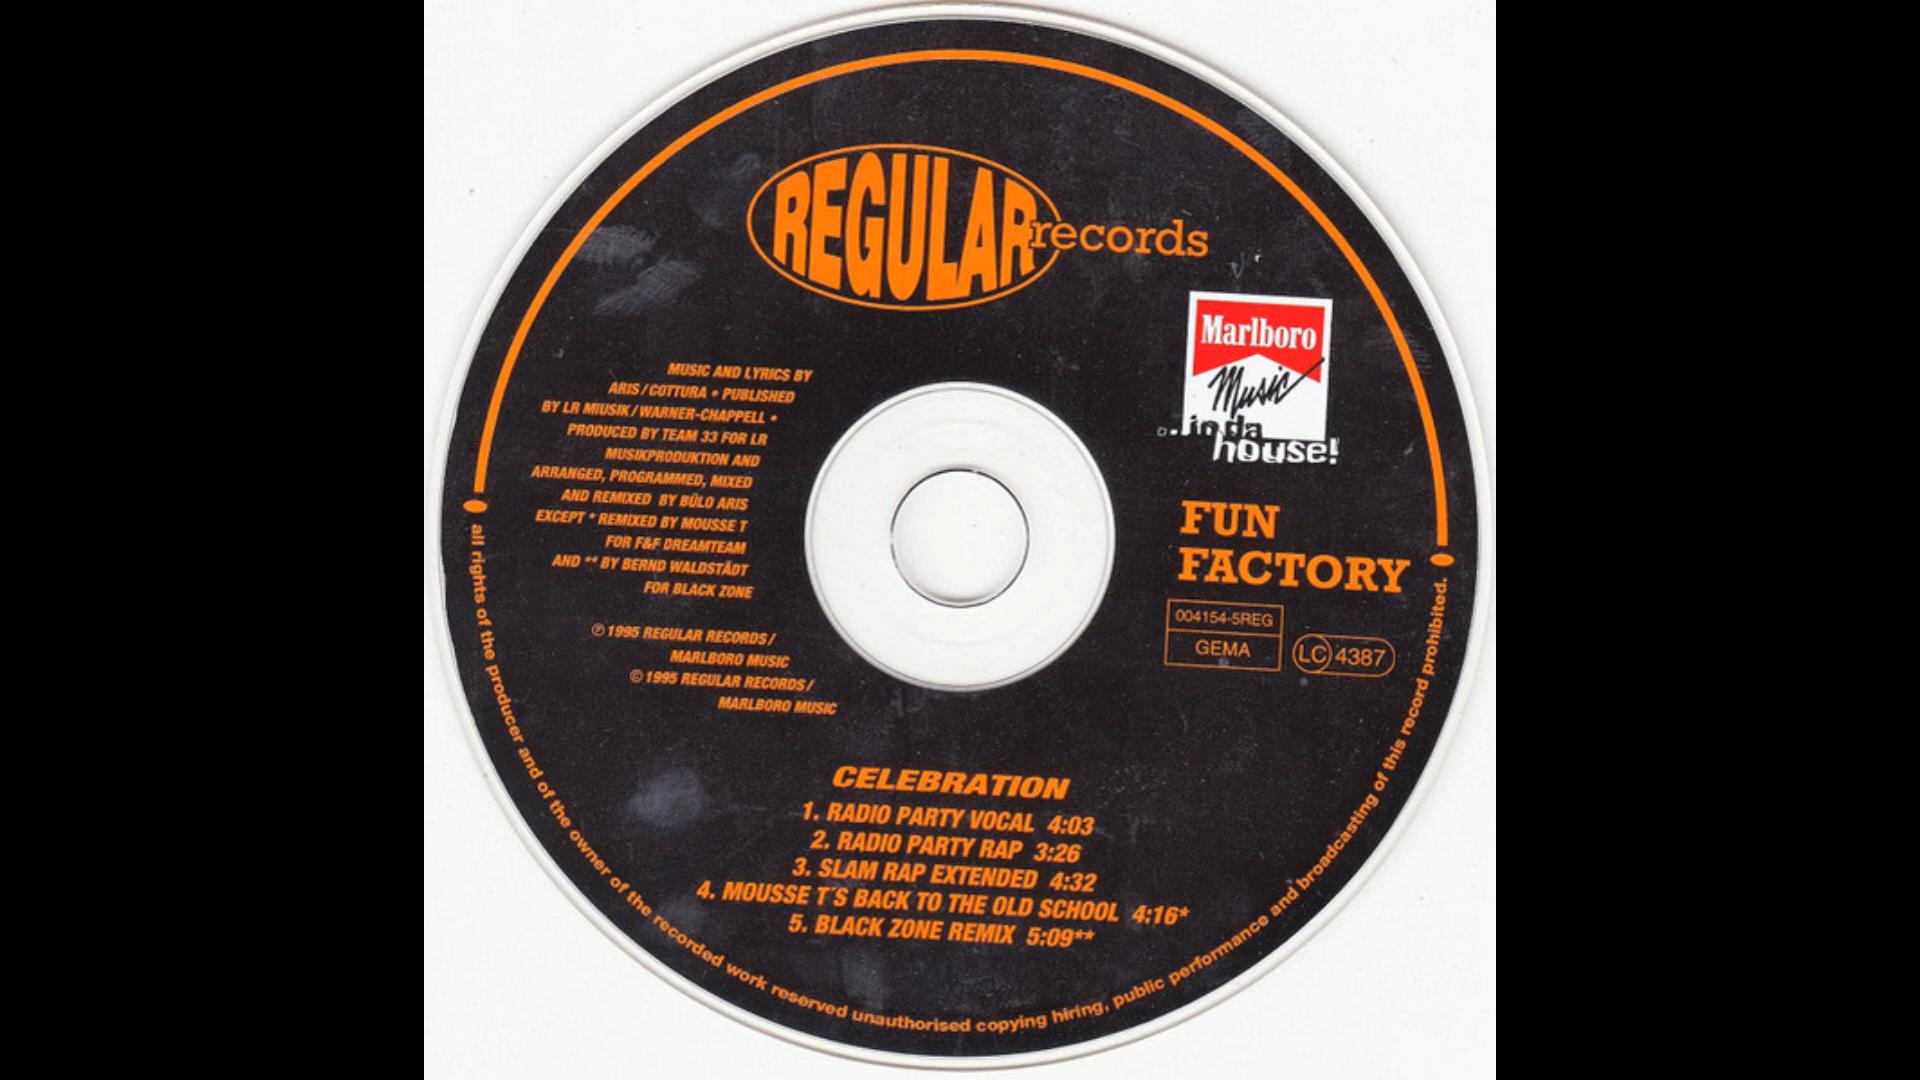 REGULAR records
Marlboro
Music
...in da
house!
MUSIC AND LYRICS BY
ARIS / COTTURA • PUBLISHED
BY LR MIUSIK / WARNER-CHAPPELL •
PRODUCED BY TEAM 33 FOR LR
MUSIKPRODUKTION AND
ARRANGED, PROGRAMMED, MIXED
AND REMIXED BY BÜLO ARIS
EXCEPT * REMIXED BY MOUSSE T
FOR F&F DREAMTEAM
AND ** BY BERND WALDSTÄDT
FOR BLACK ZONE
℗ 1995 REGULAR RECORDS /
MARLBORO MUSIC
© 1995 REGULAR RECORDS /
MARLBORO MUSIC
FUN
FACTORY
004154-5REG
GEMA
LC 4387
CELEBRATION
1. RADIO PARTY VOCAL 4:03
2. RADIO PARTY RAP 3:26
3. SLAM RAP EXTENDED 4:32
4. MOUSSE T´S BACK TO THE OLD SCHOOL 4:16*
5. BLACK ZONE REMIX 5:09**
all rights of the producer and of the owner of the recorded work reserved unauthorised copying hiring, public performance and broadcasting of this record prohibited.